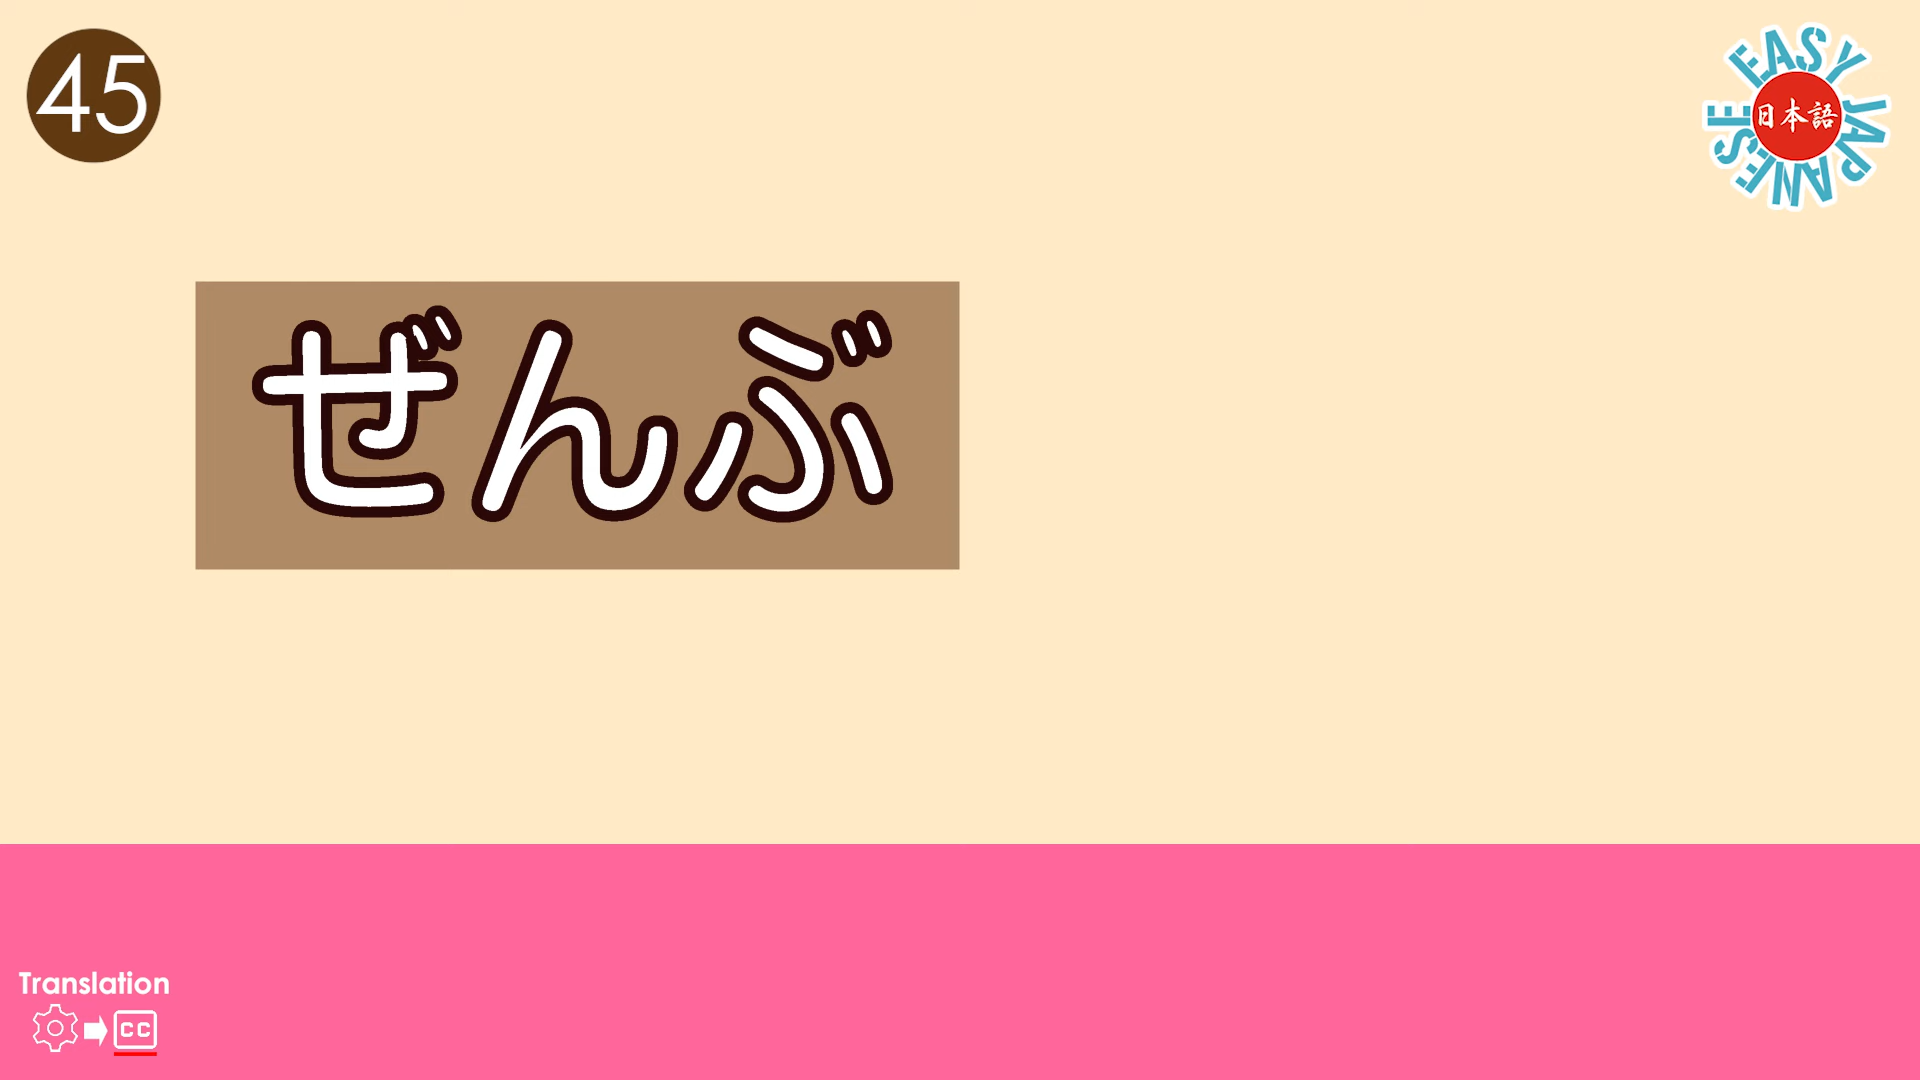 45
EASY JAPANESE
日本語
ぜんぶ
Translation
CC